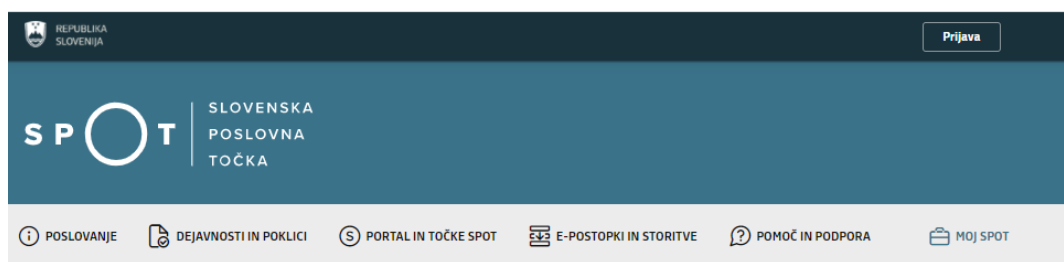 REPUBLIKA
SLOVENIJA
Prijava
SPOT
SLOVENSKA
POSLOVNA
TOČKA
POSLOVANJE
DEJAVNOSTI IN POKLICI
S PORTAL IN TOČKE SPOT
E-POSTOPKI IN STORITVE
POMOČ IN PODPORA
MOJ SPOT